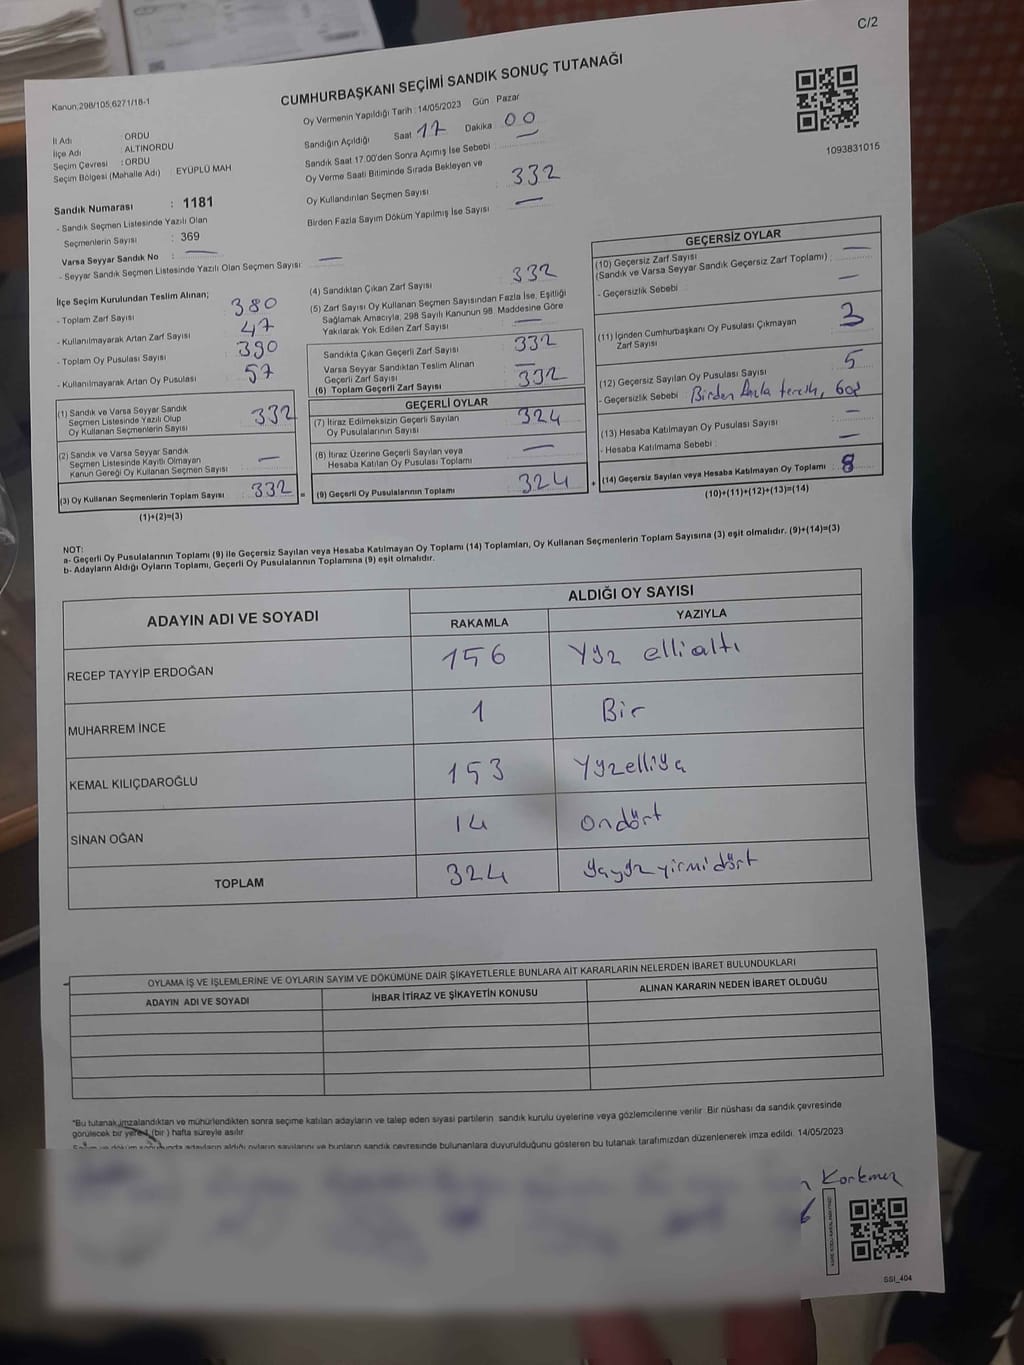 C/2
Kanun:298/105,6271/18-1
CUMHURBAŞKANI SEÇİMİ SANDIK SONUÇ TUTANAĞI
1093831015
İl Adı : ORDU
İlçe Adı : ALTINORDU
Seçim Çevresi : ORDU
Seçim Bölgesi (Mahalle Adı) : EYÜPLÜ MAH
Sandık Numarası : 1181
- Sandık Seçmen Listesinde Yazılı Olan
Seçmenlerin Sayısı : 369
Varsa Seyyar Sandık No : —
- Seyyar Sandık Seçmen Listesinde Yazılı Olan Seçmen Sayısı: —
Oy Vermenin Yapıldığı Tarih : 14/05/2023 Gün Pazar
Sandığın Açıldığı Saat 17 Dakika 00
Sandık Saat 17.00'den Sonra Açımış İse Sebebi : —
Oy Verme Saati Bitiminde Sırada Bekleyen ve
Oy Kullandırılan Seçmen Sayısı : 332
Birden Fazla Sayım Döküm Yapılmış İse Sayısı : —
İlçe Seçim Kurulundan Teslim Alınan;
- Toplam Zarf Sayısı : 380
- Kullanılmayarak Artan Zarf Sayısı : 47
- Toplam Oy Pusulası Sayısı : 390
- Kullanılmayarak Artan Oy Pusulası : 57
(1) Sandık ve Varsa Seyyar Sandık
Seçmen Listesinde Yazılı Olup
Oy Kullanan Seçmenlerin Sayısı : 332
(2) Sandık ve Varsa Seyyar Sandık
Seçmen Listesinde Kayıtlı Olmayan
Kanun Gereği Oy Kullanan Seçmen Sayısı : —
(3) Oy Kullanan Seçmenlerin Toplam Sayısı : 332 =
(1)+(2)=(3)
(4) Sandıktan Çıkan Zarf Sayısı : 332
(5) Zarf Sayısı Oy Kullanan Seçmen Sayısından Fazla İse, Eşitliği
Sağlamak Amacıyla, 298 Sayılı Kanunun 98. Maddesine Göre
Yakılarak Yok Edilen Zarf Sayısı : —
Sandıkta Çıkan Geçerli Zarf Sayısı : 332
Varsa Seyyar Sandıktan Teslim Alınan
Geçerli Zarf Sayısı : —
(6) Toplam Geçerli Zarf Sayısı : 332
GEÇERLİ OYLAR
(7) İtiraz Edilmeksizin Geçerli Sayılan
Oy Pusulalarının Sayısı : 324
(8) İtiraz Üzerine Geçerli Sayılan veya
Hesaba Katılan Oy Pusulası Toplamı : —
(9) Geçerli Oy Pusulalarının Toplamı : 324 +
GEÇERSİZ OYLAR
(10) Geçersiz Zarf Sayısı : —
(Sandık ve Varsa Seyyar Sandık Geçersiz Zarf Toplamı)
- Geçersizlik Sebebi : —
(11) İçinden Cumhurbaşkanı Oy Pusulası Çıkmayan
Zarf Sayısı : 3
(12) Geçersiz Sayılan Oy Pusulası Sayısı : 5
- Geçersizlik Sebebi : Birden fazla tercih, boş
(13) Hesaba Katılmayan Oy Pusulası Sayısı : —
- Hesaba Katılmama Sebebi : —
(14) Geçersiz Sayılan veya Hesaba Katılmayan Oy Toplamı : 8
(10)+(11)+(12)+(13)=(14)
NOT:
a- Geçerli Oy Pusulalarının Toplamı (9) ile Geçersiz Sayılan veya Hesaba Katılmayan Oy Toplamı (14) Toplamları, Oy Kullanan Seçmenlerin Toplam Sayısına (3) eşit olmalıdır. (9)+(14)=(3)
b- Adayların Aldığı Oyların Toplamı, Geçerli Oy Pusulalarının Toplamına (9) eşit olmalıdır.
ADAYIN ADI VE SOYADI ALDIĞI OY SAYISI
RAKAMLA YAZIYLA
RECEP TAYYİP ERDOĞAN 156 Yyz ellialtı
MUHARREM İNCE 1 Bir
KEMAL KILIÇDAROĞLU 153 Yyzelliya
SİNAN OĞAN 14 Ondört
TOPLAM 324 yayyz yirmidört
OYLAMA İŞ VE İŞLEMLERİNE VE OYLARIN SAYIM VE DÖKÜMÜNE DAİR ŞİKAYETLERLE BUNLARA AİT KARARLARIN NELERDEN İBARET BULUNDUKLARI
ADAYIN ADI VE SOYADI İHBAR İTİRAZ VE ŞİKAYETİN KONUSU ALINAN KARARIN NEDEN İBARET OLDUĞU
*Bu tutanak imzalandıktan ve mühürlendikten sonra seçime katılan adayların ve talep eden siyasi partilerin sandık kurulu üyelerine veya gözlemcilerine verilir. Bir nüshası da sandık çevresinde
görülecek bir yere 1 (bir) hafta süreyle asılır.
Sayım ve döküm sonucunda adayların aldığı oyların sayılarını ve bunların sandık çevresinde bulunanlara duyurulduğunu gösteren bu tutanak tarafımızdan düzenlenerek imza edildi. 14/05/2023
Korkmaz
SSI_404